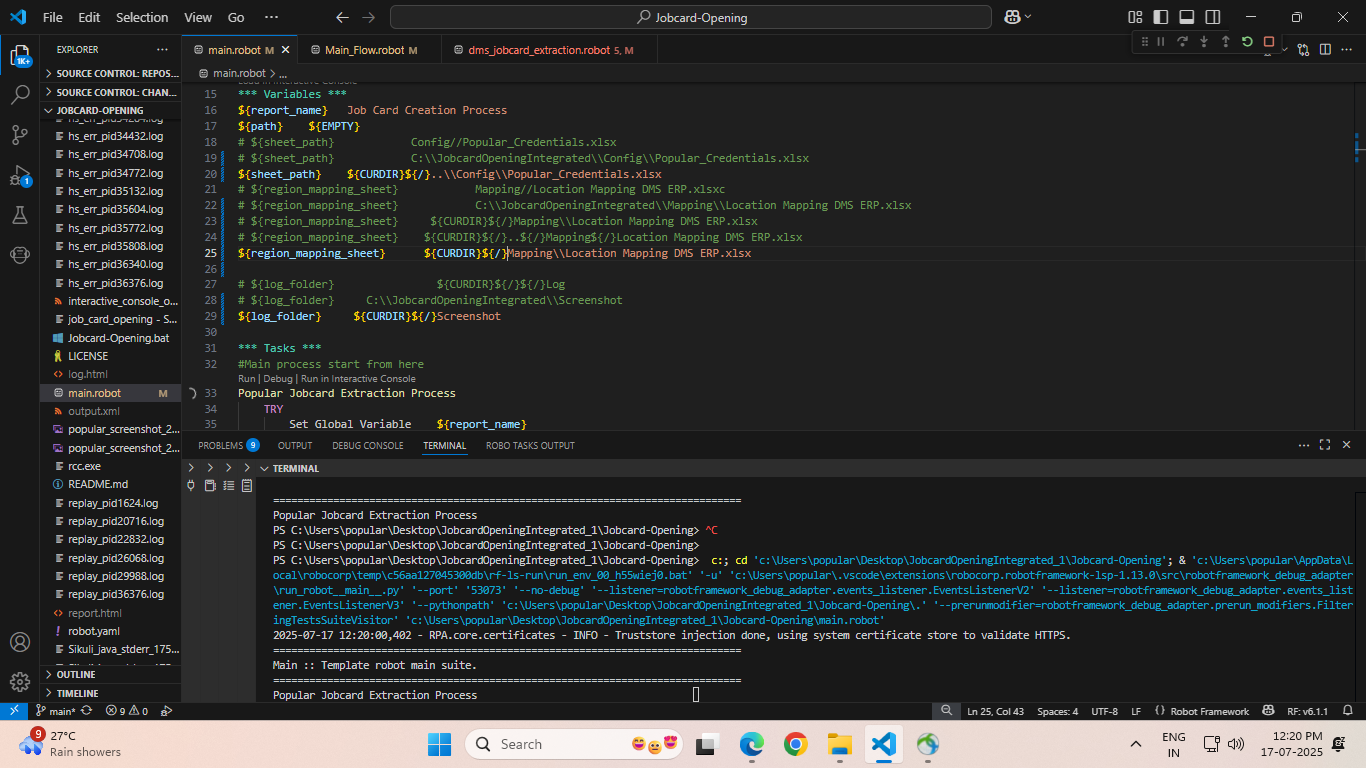 File Edit Selection View Go ··· Jobcard-Opening
EXPLORER ···
SOURCE CONTROL: REPOS...
SOURCE CONTROL: CHAN...
JOBCARD-OPENING
hs_err_pid34432.log
hs_err_pid34708.log
hs_err_pid34772.log
hs_err_pid35132.log
hs_err_pid35604.log
hs_err_pid35772.log
hs_err_pid35808.log
hs_err_pid36340.log
hs_err_pid36376.log
interactive_console_o...
job_card_opening - S...
Jobcard-Opening.bat
LICENSE
log.html
main.robot M
output.xml
popular_screenshot_2...
popular_screenshot_2...
rcc.exe
README.md
replay_pid1624.log
replay_pid20716.log
replay_pid22832.log
replay_pid26068.log
replay_pid29988.log
replay_pid36376.log
report.html
robot.yaml
Sikuli_java_stderr_175...
OUTLINE
TIMELINE
1K+
1
main.robot M Main_Flow.robot M dms_jobcard_extraction.robot 5, M
main.robot > ...
15 *** Variables ***
16 ${report_name} Job Card Creation Process
17 ${path} ${EMPTY}
18 # ${sheet_path} Config//Popular_Credentials.xlsx
19 # ${sheet_path} C:\\JobcardOpeningIntegrated\\Config\\Popular_Credentials.xlsx
20 ${sheet_path} ${CURDIR}${/}..\\Config\\Popular_Credentials.xlsx
21 # ${region_mapping_sheet} Mapping//Location Mapping DMS ERP.xlsxc
22 # ${region_mapping_sheet} C:\\JobcardOpeningIntegrated\\Mapping\\Location Mapping DMS ERP.xlsx
23 # ${region_mapping_sheet} ${CURDIR}${/}Mapping\\Location Mapping DMS ERP.xlsx
24 # ${region_mapping_sheet} ${CURDIR}${/}..${/}Mapping${/}Location Mapping DMS ERP.xlsx
25 ${region_mapping_sheet} ${CURDIR}${/}Mapping\\Location Mapping DMS ERP.xlsx
26
27 # ${log_folder} ${CURDIR}${/}${/}Log
28 # ${log_folder} C:\\JobcardOpeningIntegrated\\Screenshot
29 ${log_folder} ${CURDIR}${/}Screenshot
30
31 *** Tasks ***
32 #Main process start from here
Run | Debug | Run in Interactive Console
33 Popular Jobcard Extraction Process
34 TRY
35 Set Global Variable ${report_name}
PROBLEMS 9 OUTPUT DEBUG CONSOLE TERMINAL ROBO TASKS OUTPUT
TERMINAL
==============================================================================
Popular Jobcard Extraction Process
PS C:\Users\popular\Desktop\JobcardOpeningIntegrated_1\Jobcard-Opening> ^C
PS C:\Users\popular\Desktop\JobcardOpeningIntegrated_1\Jobcard-Opening>
PS C:\Users\popular\Desktop\JobcardOpeningIntegrated_1\Jobcard-Opening> c:; cd 'c:\Users\popular\Desktop\JobcardOpeningIntegrated_1\Jobcard-Opening'; & 'c:\Users\popular\AppData\L
ocal\robocorp\temp\c56aa127045300db\rf-ls-run\run_env_00_h55wiej0.bat' '-u' 'c:\Users\popular\.vscode\extensions\robocorp.robotframework-lsp-1.13.0\src\robotframework_debug_adapter
\run_robot__main__.py' '--port' '53073' '--no-debug' '--listener=robotframework_debug_adapter.events_listener.EventsListenerV2' '--listener=robotframework_debug_adapter.events_list
ener.EventsListenerV3' '--pythonpath' 'c:\Users\popular\Desktop\JobcardOpeningIntegrated_1\Jobcard-Opening\.' '--prerunmodifier=robotframework_debug_adapter.prerun_modifiers.Filter
ingTestsSuiteVisitor' 'c:\Users\popular\Desktop\JobcardOpeningIntegrated_1\Jobcard-Opening\main.robot'
2025-07-17 12:20:00,402 - RPA.core.certificates - INFO - Truststore injection done, using system certificate store to validate HTTPS.
==============================================================================
Main :: Template robot main suite.
==============================================================================
Popular Jobcard Extraction Process
main* 9 0 Ln 25, Col 43 Spaces: 4 UTF-8 LF Robot Framework RF: v6.1.1
9 27°C
Rain showers
Search
ENG
IN
12:20 PM
17-07-2025